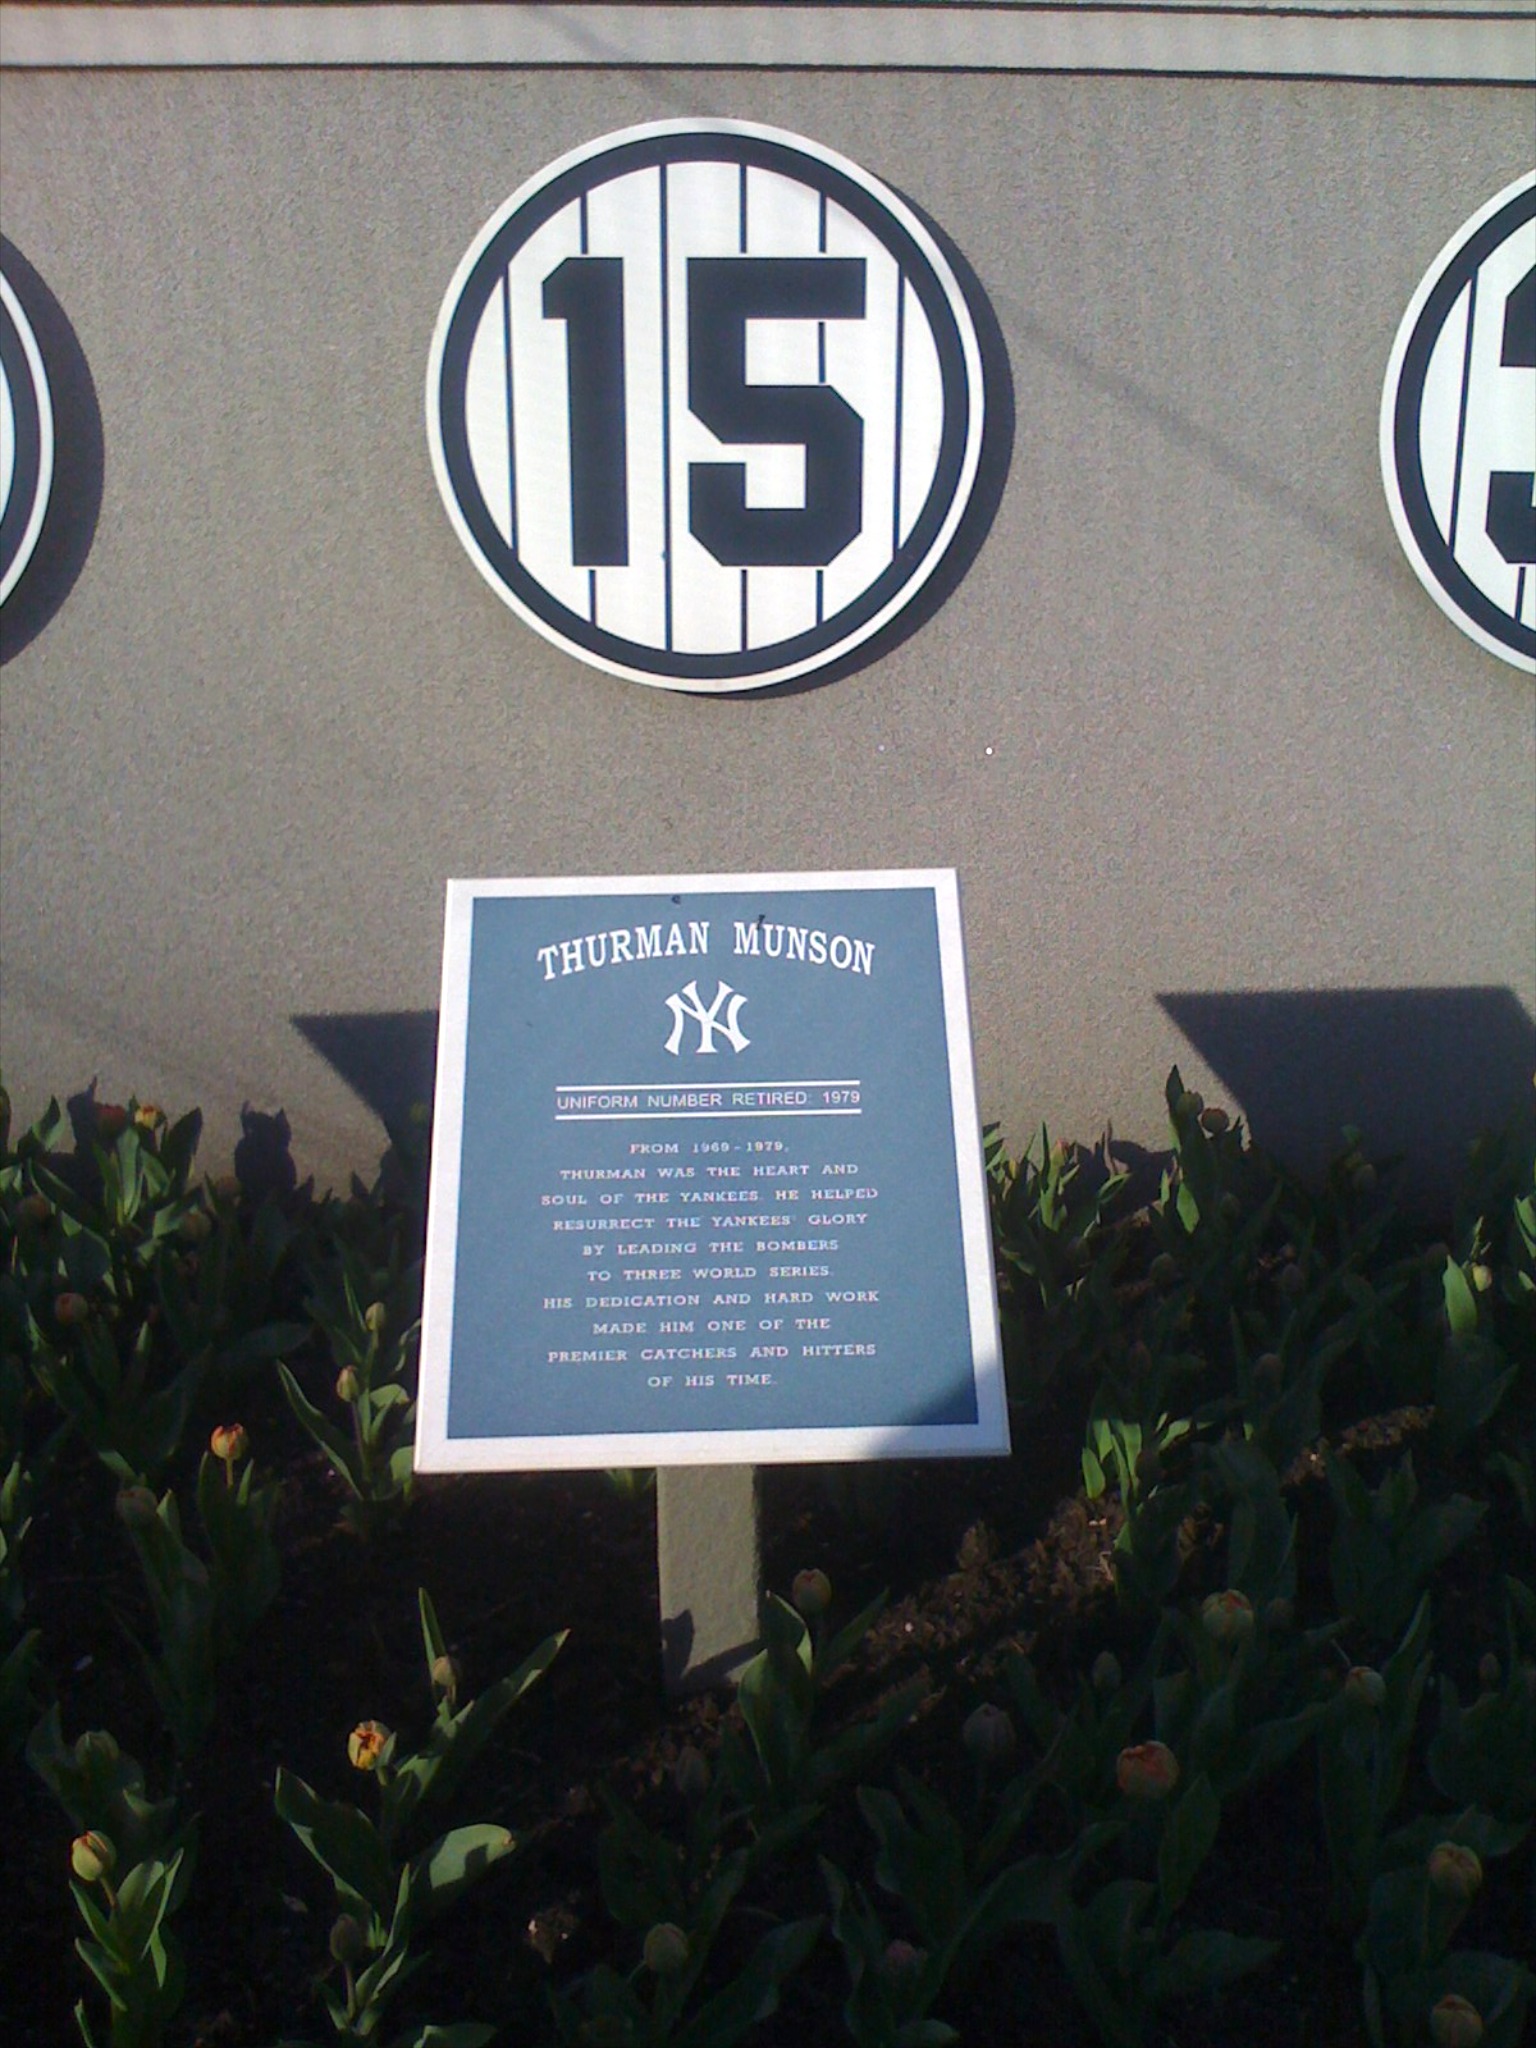 15
THURMAN MUNSON
NY
UNIFORM NUMBER RETIRED: 1979
FROM 1969-1979,
THURMAN WAS THE HEART AND
SOUL OF THE YANKEES. HE HELPED
RESURRECT THE YANKEES' GLORY
BY LEADING THE BOMBERS
TO THREE WORLD SERIES.
HIS DEDICATION AND HARD WORK
MADE HIM ONE OF THE
PREMIER CATCHERS AND HITTERS
OF HIS TIME.